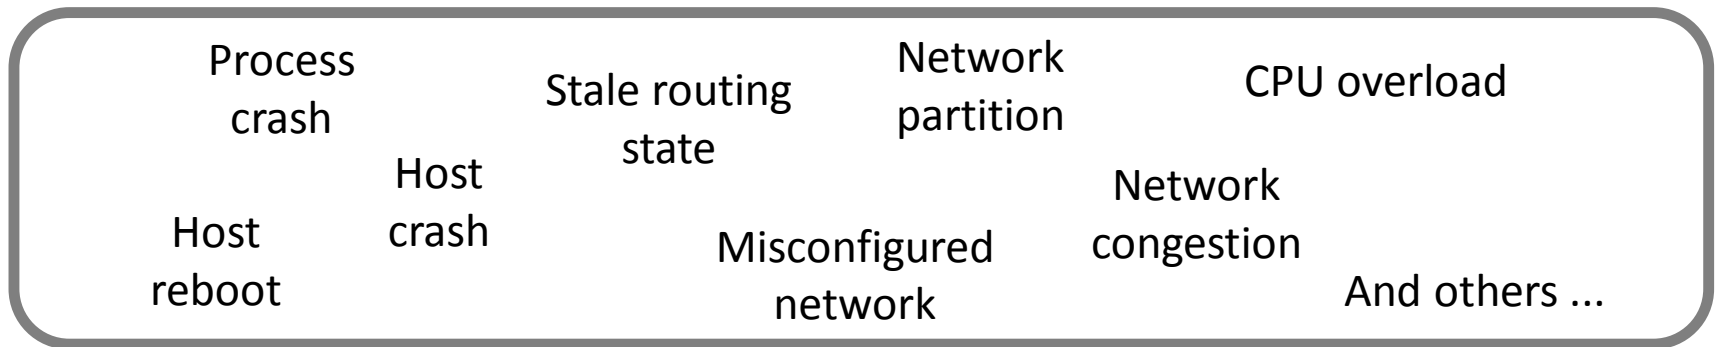 Process
crash
Stale routing
state
Network
partition
CPU overload
Host
crash
Network
congestion
Host
reboot
Misconfigured
network
And others ...